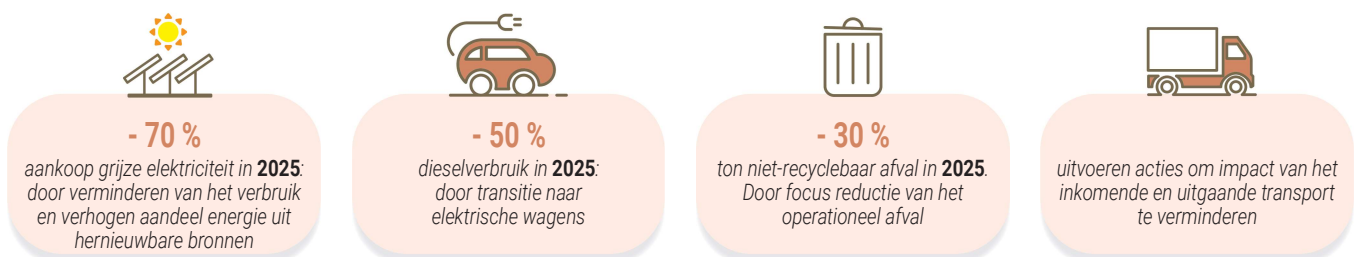 - 70 %
aankoop grijze elektriciteit in 2025:
door verminderen van het verbruik
en verhogen aandeel energie uit
hernieuwbare bronnen
- 50 %
dieselverbruik in 2025:
door transitie naar
elektrische wagens
- 30 %
ton niet-recyclebaar afval in 2025.
Door focus reductie van het
operationeel afval
uitvoeren acties om impact van het
inkomende en uitgaande transport
te verminderen